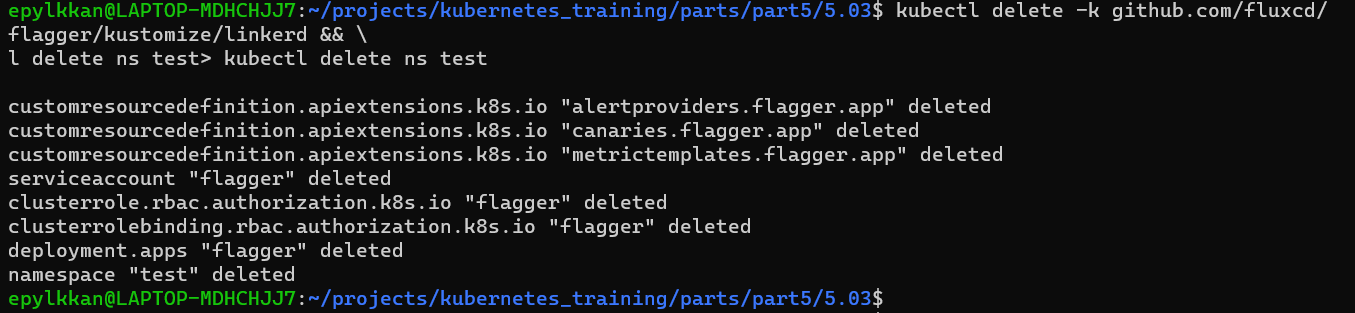 epylkkan@LAPTOP-MDHCHJJ7:~/projects/kubernetes_training/parts/part5/5.03$ kubectl delete -k github.com/fluxcd/
flagger/kustomize/linkerd && \
l delete ns test> kubectl delete ns test
customresourcedefinition.apiextensions.k8s.io "alertproviders.flagger.app" deleted
customresourcedefinition.apiextensions.k8s.io "canaries.flagger.app" deleted
customresourcedefinition.apiextensions.k8s.io "metrictemplates.flagger.app" deleted
serviceaccount "flagger" deleted
clusterrole.rbac.authorization.k8s.io "flagger" deleted
clusterrolebinding.rbac.authorization.k8s.io "flagger" deleted
deployment.apps "flagger" deleted
namespace "test" deleted
epylkkan@LAPTOP-MDHCHJJ7:~/projects/kubernetes_training/parts/part5/5.03$